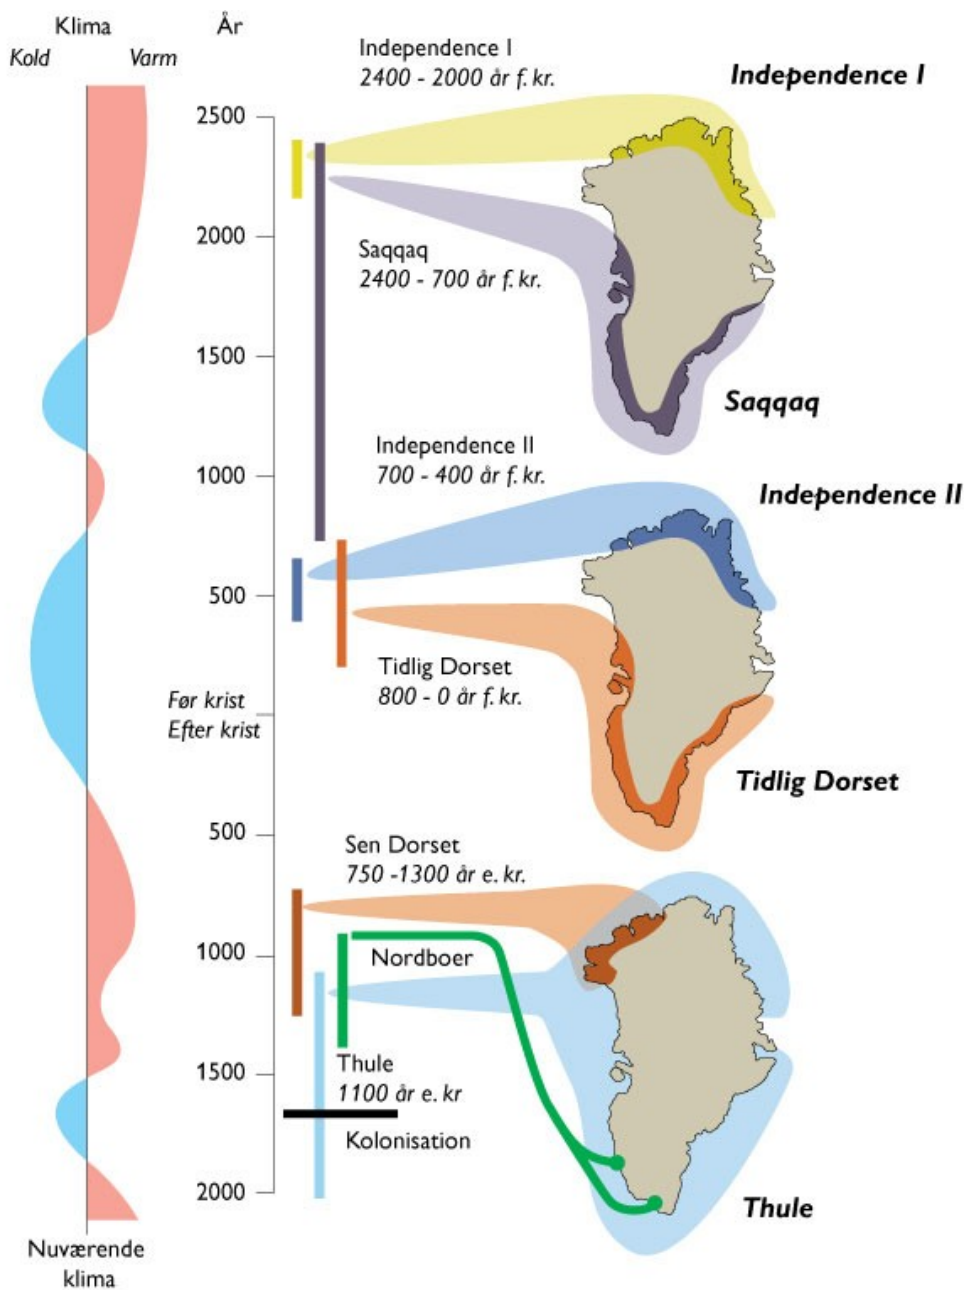 Klima
Kold
Varm
År
2500
2000
1500
1000
500
Før krist
Efter krist
500
1000
1500
2000
Nuværende
klima
Independence I
2400 - 2000 år f. kr.
Independence I
Saqqaq
2400 - 700 år f. kr.
Saqqaq
Independence II
700 - 400 år f. kr.
Independence II
Tidlig Dorset
800 - 0 år f. kr.
Tidlig Dorset
Sen Dorset
750 -1300 år e. kr.
Nordboer
Thule
1100 år e. kr
Kolonisation
Thule